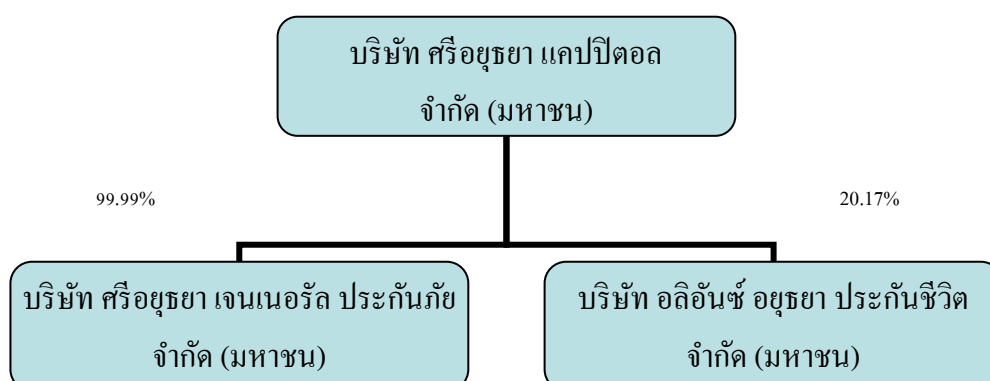 บริษัท ศรีอยุธยา แคปปิตอล
จำกัด (มหาชน)
99.99%
20.17%
บริษัท ศรีอยุธยา เจนเนอรัล ประกันภัย
จำกัด (มหาชน)
บริษัท อลิอันซ์ อยุธยา ประกันชีวิต
จำกัด (มหาชน)